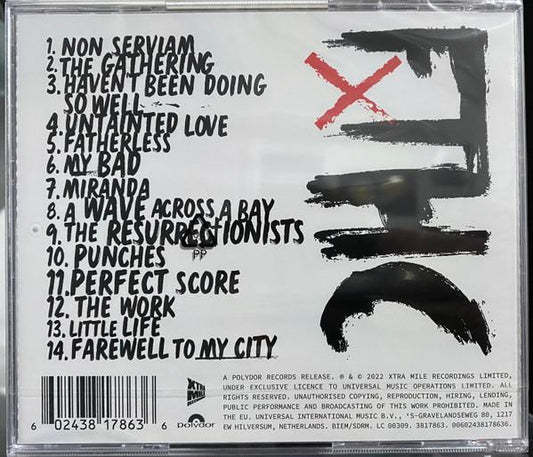 1. NON SERVIAM
2. THE GATHERING
3. HAVEN'T BEEN DOING
SO WELL
4. UNTAINTED LOVE
5. FATHERLESS
6. MY BAD
7. MIRANDA
8. A WAVE ACROSS A BAY
9. THE RESURRECTIONISTS
10. PUNCHES
11. PERFECT SCORE
12. THE WORK
13. LITTLE LIFE
14. FAREWELL TO MY CITY
PP
FTHC
6 02438 17863 6
XTRA MILE
Polydor
A POLYDOR RECORDS RELEASE. ℗ & © 2022 XTRA MILE RECORDINGS LIMITED,
UNDER EXCLUSIVE LICENCE TO UNIVERSAL MUSIC OPERATIONS LIMITED. ALL
RIGHTS RESERVED. UNAUTHORISED COPYING, REPRODUCTION, HIRING, LENDING,
PUBLIC PERFORMANCE AND BROADCASTING OF THIS WORK PROHIBITED. MADE IN
THE EU. UNIVERSAL INTERNATIONAL MUSIC B.V., 'S-GRAVELANDSEWEG 80, 1217
EW HILVERSUM, NETHERLANDS. BIEM/SDRM. LC 00309. 3817863. 00602438178636.